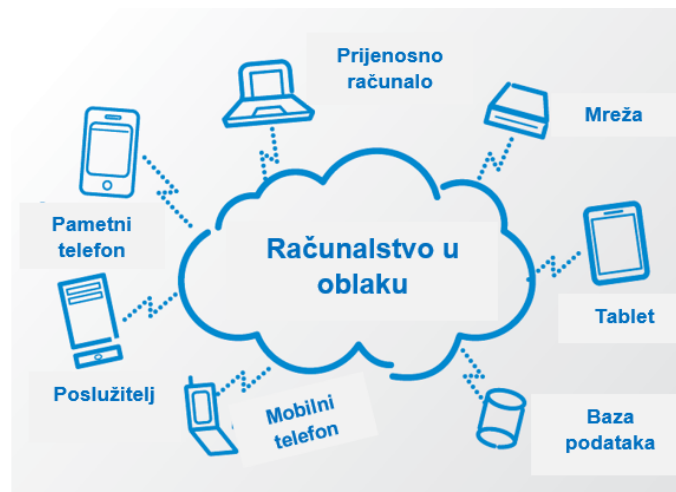 Prijenosno
računalo
Mreža
Pametni
telefon
Računalstvo u
oblaku
Tablet
Poslužitelj
Mobilni
telefon
Baza
podataka